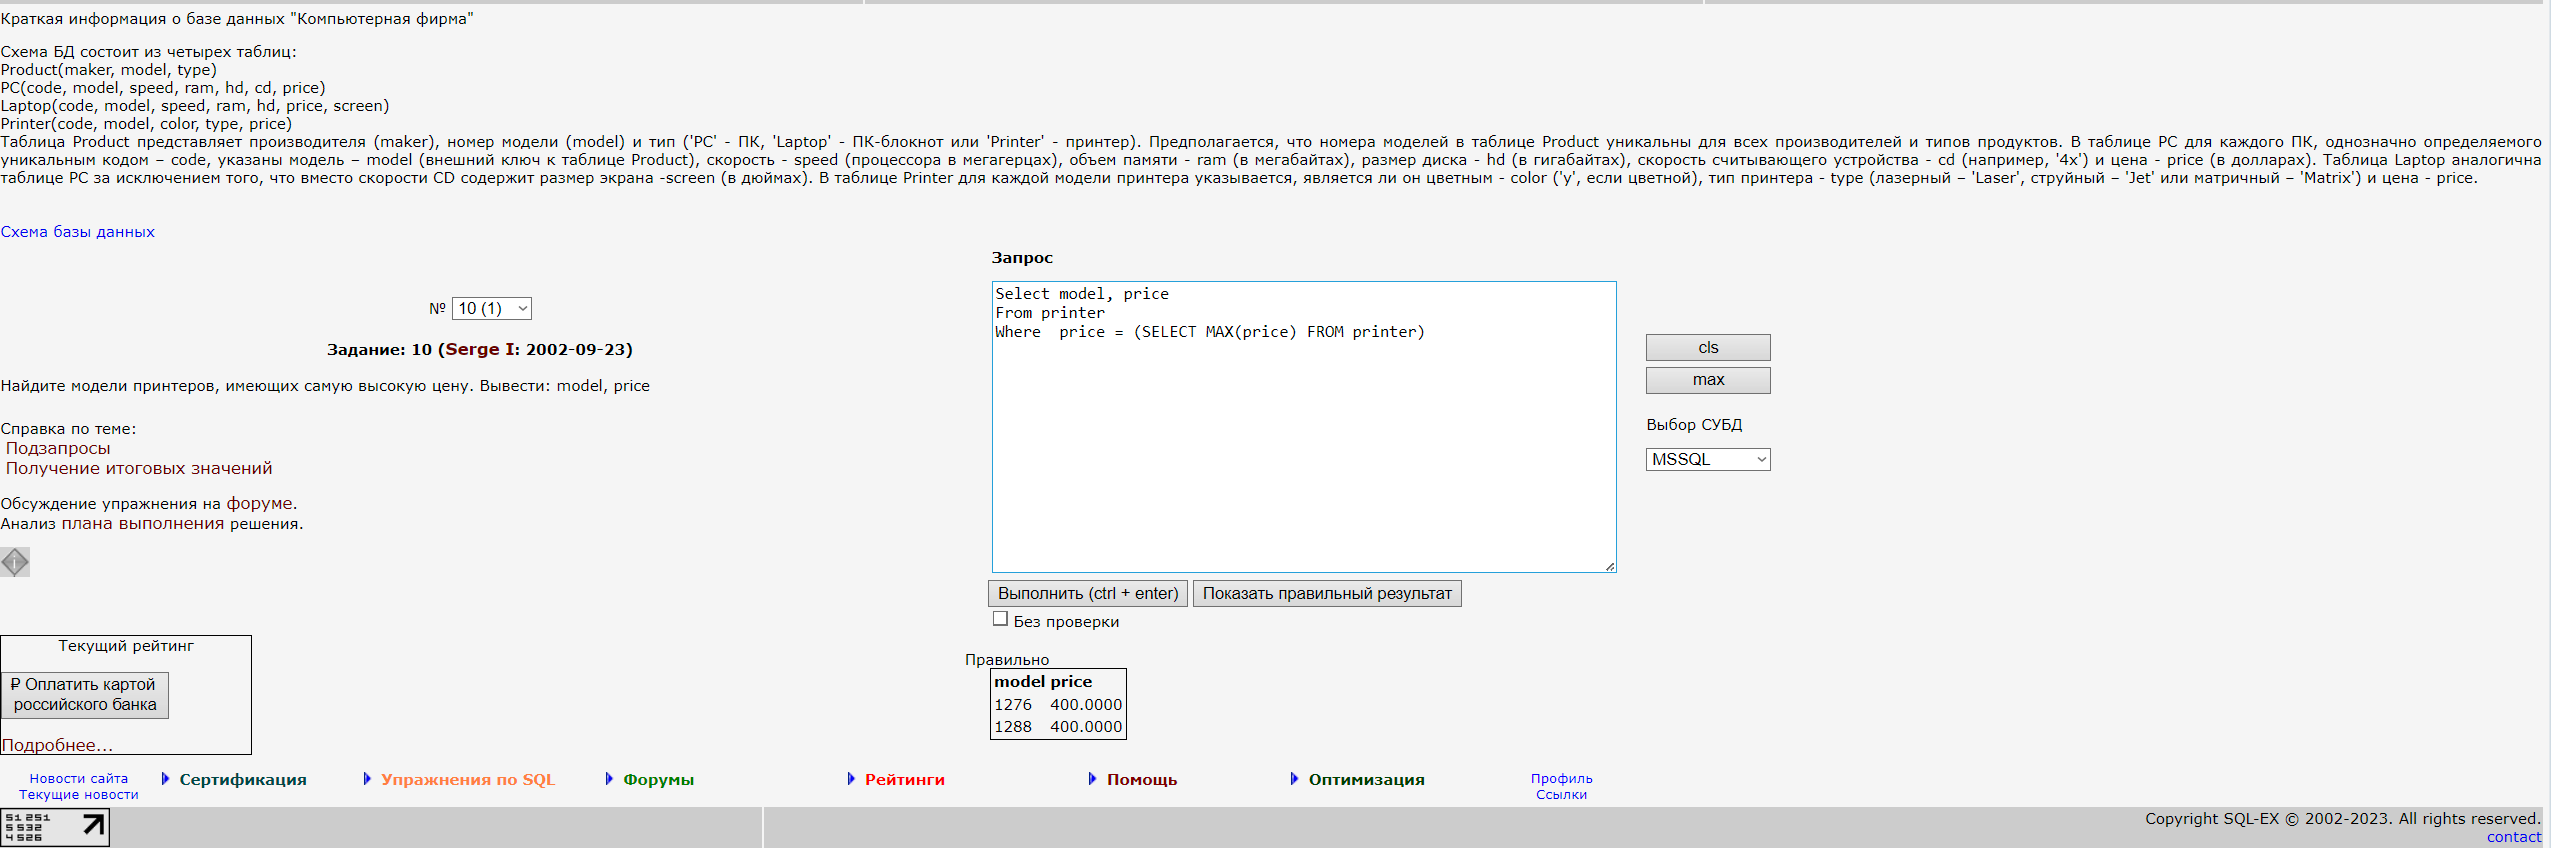 Краткая информация о базе данных "Компьютерная фирма"
Схема БД состоит из четырех таблиц:
Product(maker, model, type)
PC(code, model, speed, ram, hd, cd, price)
Laptop(code, model, speed, ram, hd, price, screen)
Printer(code, model, color, type, price)
Таблица Product представляет производителя (maker), номер модели (model) и тип ('PC' - ПК, 'Laptop' - ПК-блокнот или 'Printer' - принтер). Предполагается, что номера моделей в таблице Product уникальны для всех производителей и типов продуктов. В таблице PC для каждого ПК, однозначно определяемого
уникальным кодом – code, указаны модель – model (внешний ключ к таблице Product), скорость - speed (процессора в мегагерцах), объем памяти - ram (в мегабайтах), размер диска - hd (в гигабайтах), скорость считывающего устройства - cd (например, '4x') и цена - price (в долларах). Таблица Laptop аналогична
таблице РС за исключением того, что вместо скорости CD содержит размер экрана -screen (в дюймах). В таблице Printer для каждой модели принтера указывается, является ли он цветным - color ('y', если цветной), тип принтера - type (лазерный – 'Laser', струйный – 'Jet' или матричный – 'Matrix') и цена - price.
Схема базы данных
Запрос
№ 10 (1)
Задание: 10 (Serge I: 2002-09-23)
Найдите модели принтеров, имеющих самую высокую цену. Вывести: model, price
Справка по теме:
Подзапросы
Получение итоговых значений
Обсуждение упражнения на форуме.
Анализ плана выполнения решения.
Select model, price
From printer
Where  price = (SELECT MAX(price) FROM printer)
cls
max
Выбор СУБД
MSSQL
Выполнить (ctrl + enter)
Показать правильный результат
Без проверки
Текущий рейтинг
₽ Оплатить картой
российского банка
Подробнее...
Правильно
model price
1276 400.0000
1288 400.0000
Новости сайта
Текущие новости
Сертификация
Упражнения по SQL
Форумы
Рейтинги
Помощь
Оптимизация
Профиль
Ссылки
51 251
5 532
4 526
Copyright SQL-EX © 2002-2023. All rights reserved.
contact